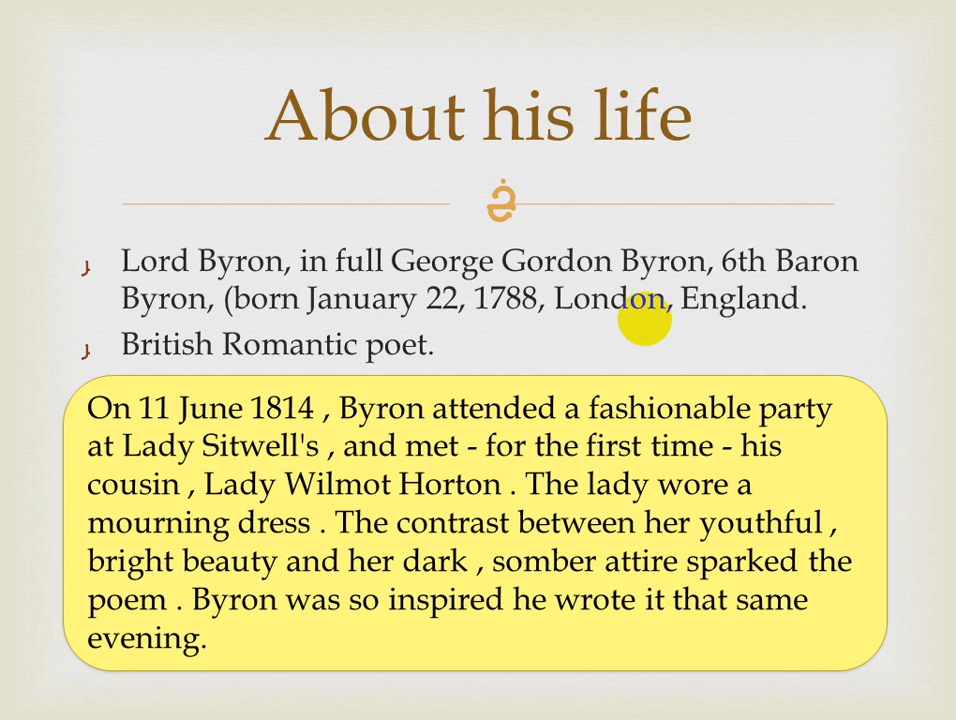 About his life
Lord Byron, in full George Gordon Byron, 6th Baron
Byron, (born January 22, 1788, London, England.
British Romantic poet.
On 11 June 1814 , Byron attended a fashionable party
at Lady Sitwell's , and met - for the first time - his
cousin , Lady Wilmot Horton . The lady wore a
mourning dress . The contrast between her youthful ,
bright beauty and her dark , somber attire sparked the
poem . Byron was so inspired he wrote it that same
evening.